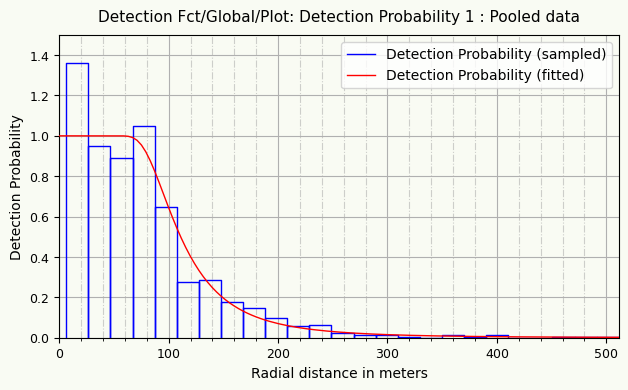 Detection Fct/Global/Plot: Detection Probability 1 : Pooled data
Detection Probability (sampled)
Detection Probability (fitted)
Detection Probability
1.4
1.2
1.0
0.8
0.6
0.4
0.2
0.0
0 100 200 300 400 500
Radial distance in meters